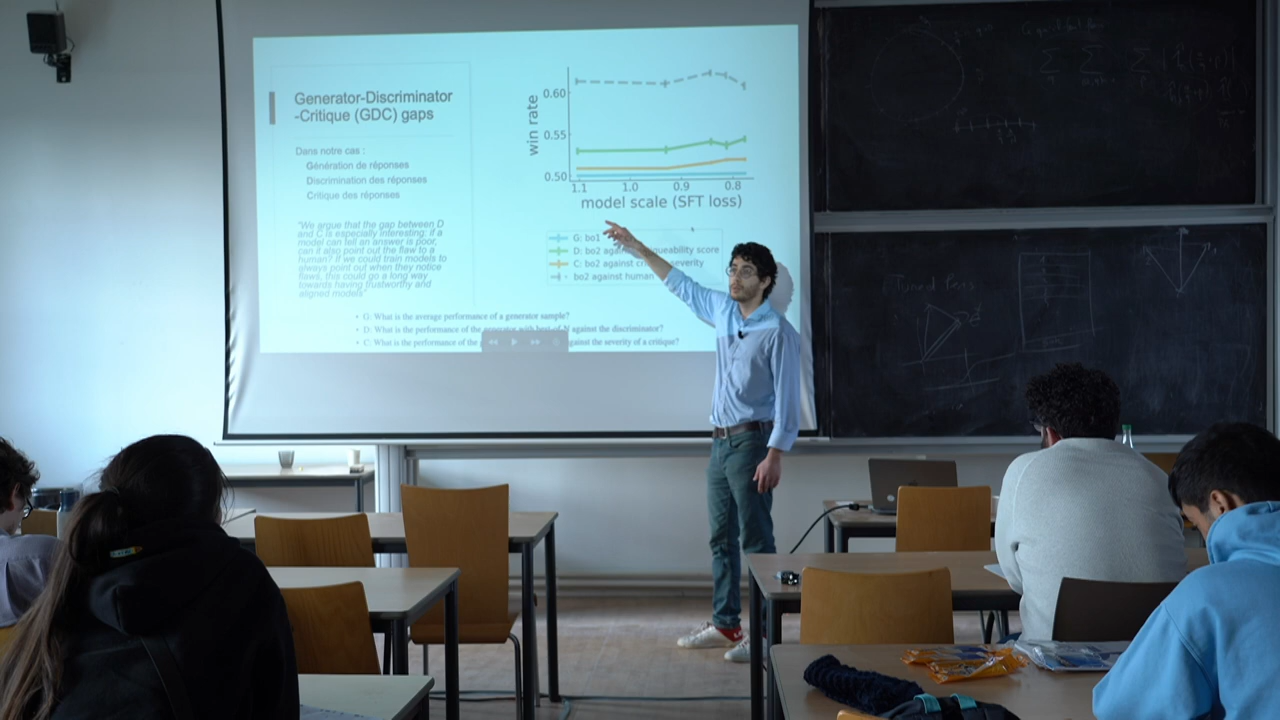 Generator-Discriminator
-Critique (GDC) gaps
Dans notre cas :
Génération de réponses
Discrimination des réponses
Critique des réponses
"We argue that the gap between D
and C is especially interesting: if a
model can tell an answer is poor,
can it also point out the flaw to a
human? If we could train models to
always point out when they notice
flaws, this could go a long way
towards having trustworthy and
aligned models"
win rate
0.60
0.55
0.50
1.1 1.0 0.9 0.8
model scale (SFT loss)
G: bo1
D: bo2 queability score
C: bo2 against severity
bo2 against human
• G: What is the average performance of a generator sample?
• D: What is the performance of the generator with best of N against the discriminator?
• C: What is the performance of the against the severity of a critique?